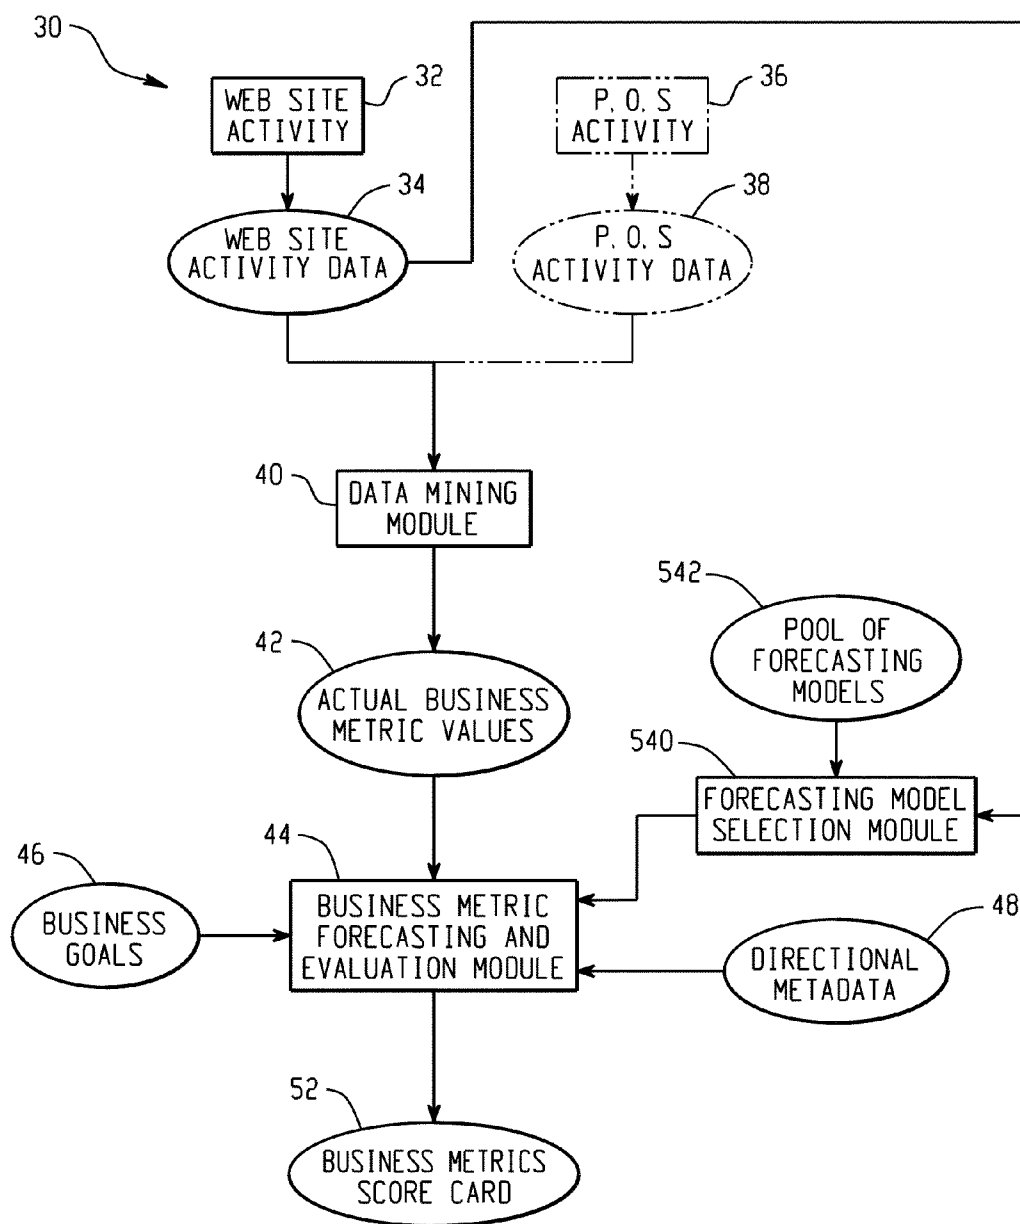 30
32
WEB SITE
ACTIVITY
36
P.O.S
ACTIVITY
34
WEB SITE
ACTIVITY DATA
38
P.O.S
ACTIVITY DATA
40
DATA MINING
MODULE
542
POOL OF
FORECASTING
MODELS
42
ACTUAL BUSINESS
METRIC VALUES
540
FORECASTING MODEL
SELECTION MODULE
44
BUSINESS METRIC
FORECASTING AND
EVALUATION MODULE
46
BUSINESS
GOALS
48
DIRECTIONAL
METADATA
52
BUSINESS METRICS
SCORE CARD